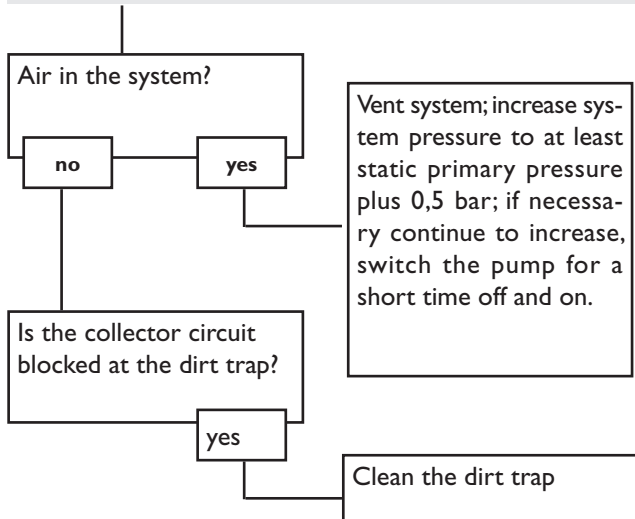 Air in the system?
no
yes
Vent system; increase sys-
tem pressure to at least
static primary pressure
plus 0,5 bar; if necessa-
ry continue to increase,
switch the pump for a
short time off and on.
Is the collector circuit
blocked at the dirt trap?
yes
Clean the dirt trap